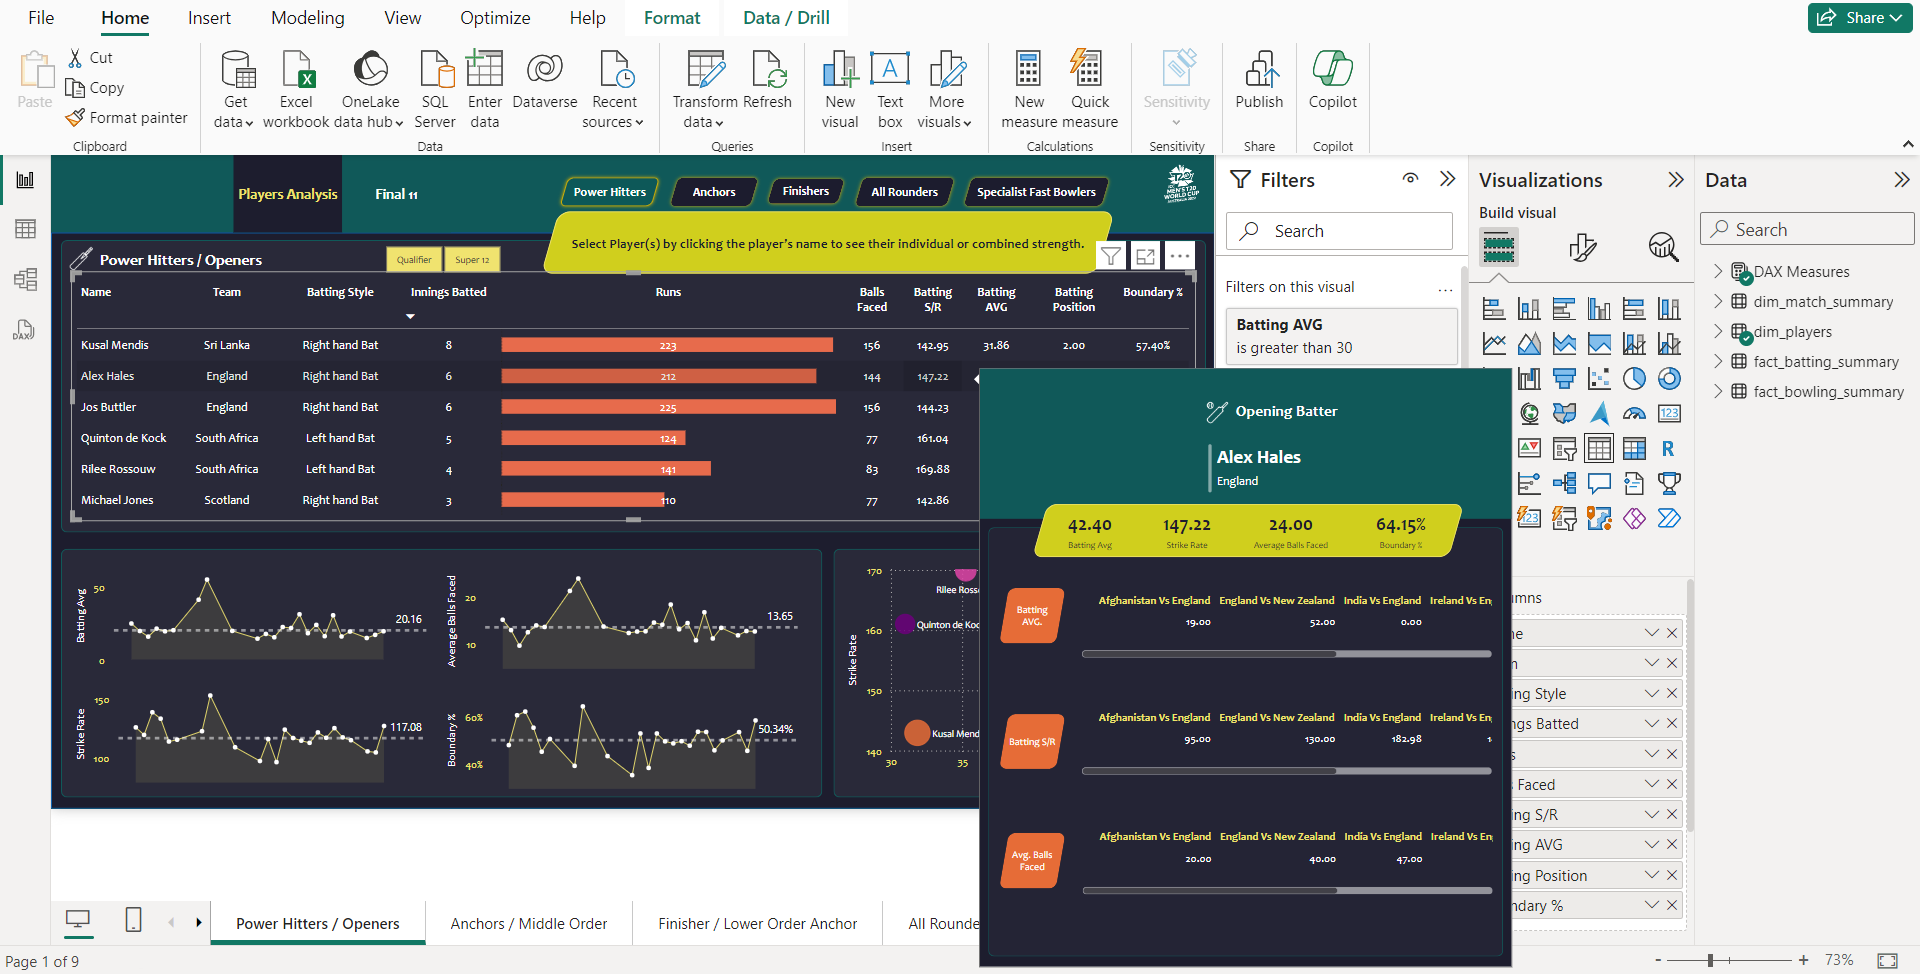 File Home Insert Modeling View Optimize Help Format Data / Drill Share
Paste
Cut
Copy
Format painter
Clipboard
Get data
Excel workbook
OneLake data hub
SQL Server
Enter data
Dataverse
Recent sources
Data
Transform data
Refresh
Queries
New visual
Text box
More visuals
Insert
New measure
Quick measure
Calculations
Sensitivity
Sensitivity
Publish
Share
Copilot
Copilot
Players Analysis Final 11
Power Hitters Anchors Finishers All Rounders Specialist Fast Bowlers
MEN'S T20
WORLD CUP
Select Player(s) by clicking the player's name to see their individual or combined strength.
Power Hitters / Openers Qualifier Super 12
Name Team Batting Style Innings Batted Runs Balls Faced Batting S/R Batting AVG Batting Position Boundary %
Kusal Mendis Sri Lanka Right hand Bat 8 223 156 142.95 31.86 2.00 57.40%
Alex Hales England Right hand Bat 6 212 144 147.22
Jos Buttler England Right hand Bat 6 225 156 144.23
Quinton de Kock South Africa Left hand Bat 5 124 77 161.04
Rilee Rossouw South Africa Left hand Bat 4 141 83 169.88
Michael Jones Scotland Right hand Bat 3 110 77 142.86
Batting Avg
50
0
20.16
Average Balls Faced
20
10
13.65
Strike Rate
150
100
117.08
Boundary %
60%
40%
50.34%
Strike Rate
170
160
150
140
30 35
Rilee Rosso
Quinton de Koc
Kusal Mend
Opening Batter
Alex Hales
England
42.40 147.22 24.00 64.15%
Batting Avg Strike Rate Average Balls Faced Boundary %
Batting AVG.
Afghanistan Vs England England Vs New Zealand India Vs England Ireland Vs En
19.00 52.00 0.00
Batting S/R
Afghanistan Vs England England Vs New Zealand India Vs England Ireland Vs En
95.00 130.00 182.98 1
Avg. Balls Faced
Afghanistan Vs England England Vs New Zealand India Vs England Ireland Vs En
20.00 40.00 47.00
Filters
Search
Filters on this visual ...
Batting AVG
is greater than 30
Visualizations
Build visual
123
R
123
mns
ne
n
ing Style
ngs Batted
s
s Faced
ing S/R
ing AVG
ing Position
ndary %
Data
Search
DAX Measures
dim_match_summary
dim_players
fact_batting_summary
fact_bowling_summary
DAX
Power Hitters / Openers Anchors / Middle Order Finisher / Lower Order Anchor All Rounde
Page 1 of 9
- + 73%